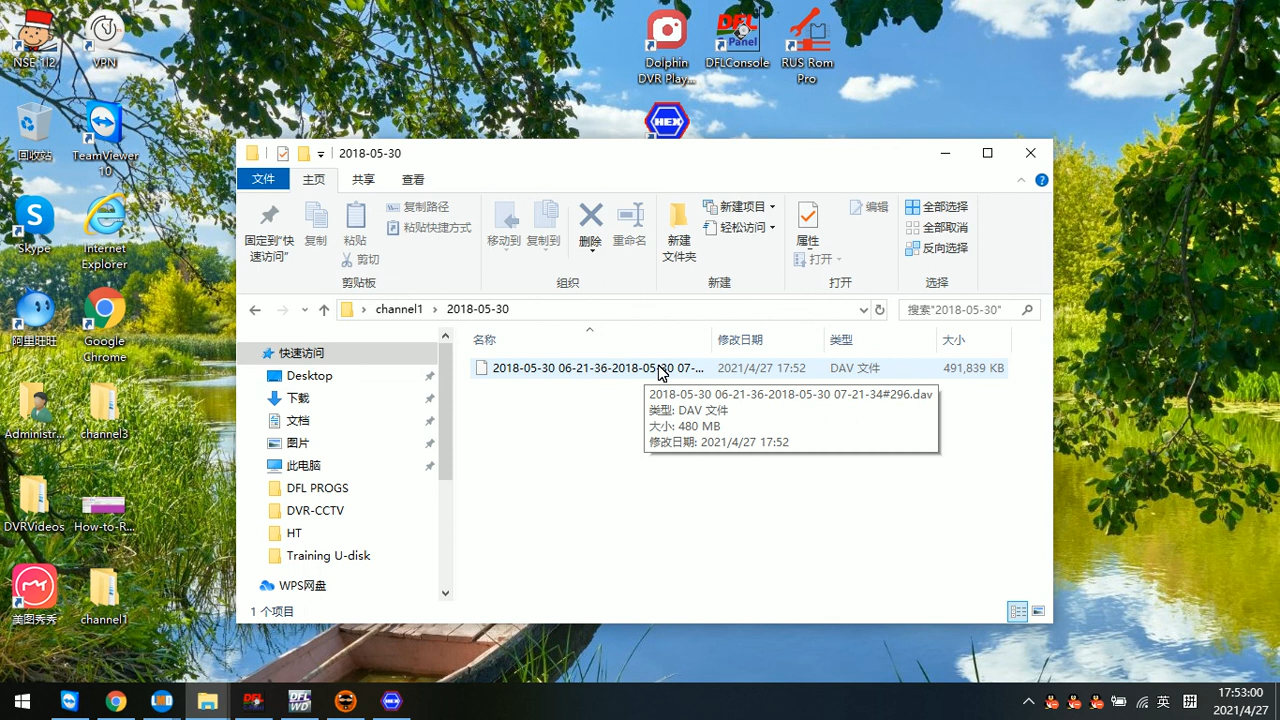 NSE 1|2
VPN
Dolphin
DVR Play...
DFL
Panel
DFLConsole
RUS Rom
Pro
回收站
TeamViewer
10
HEX
Skype
Internet
Explorer
阿里旺旺
Google
Chrome
Administr...
channel3
DVRVideos
How-to-R...
美图秀秀
channel1
2018-05-30
文件
主页
共享
查看
固定到"快
速访问"
复制
粘贴
复制路径
粘贴快捷方式
剪切
剪贴板
移动到
复制到
删除
重命名
组织
新建
文件夹
新建项目
轻松访问
新建
属性
编辑
打开
打开
全部选择
全部取消
反向选择
选择
channel1
2018-05-30
搜索"2018-05-30"
快速访问
Desktop
下载
文档
图片
此电脑
DFL PROGS
DVR-CCTV
HT
Training U-disk
WPS网盘
名称
修改日期
类型
大小
2018-05-30 06-21-36-2018-05-30 07-...
2021/4/27 17:52
DAV 文件
491,839 KB
2018-05-30 06-21-36-2018-05-30 07-21-34#296.dav
类型: DAV 文件
大小: 480 MB
修改日期: 2021/4/27 17:52
1 个项目
DFL
DFL
WD
HEX
英
拼
17:53:00
2021/4/27